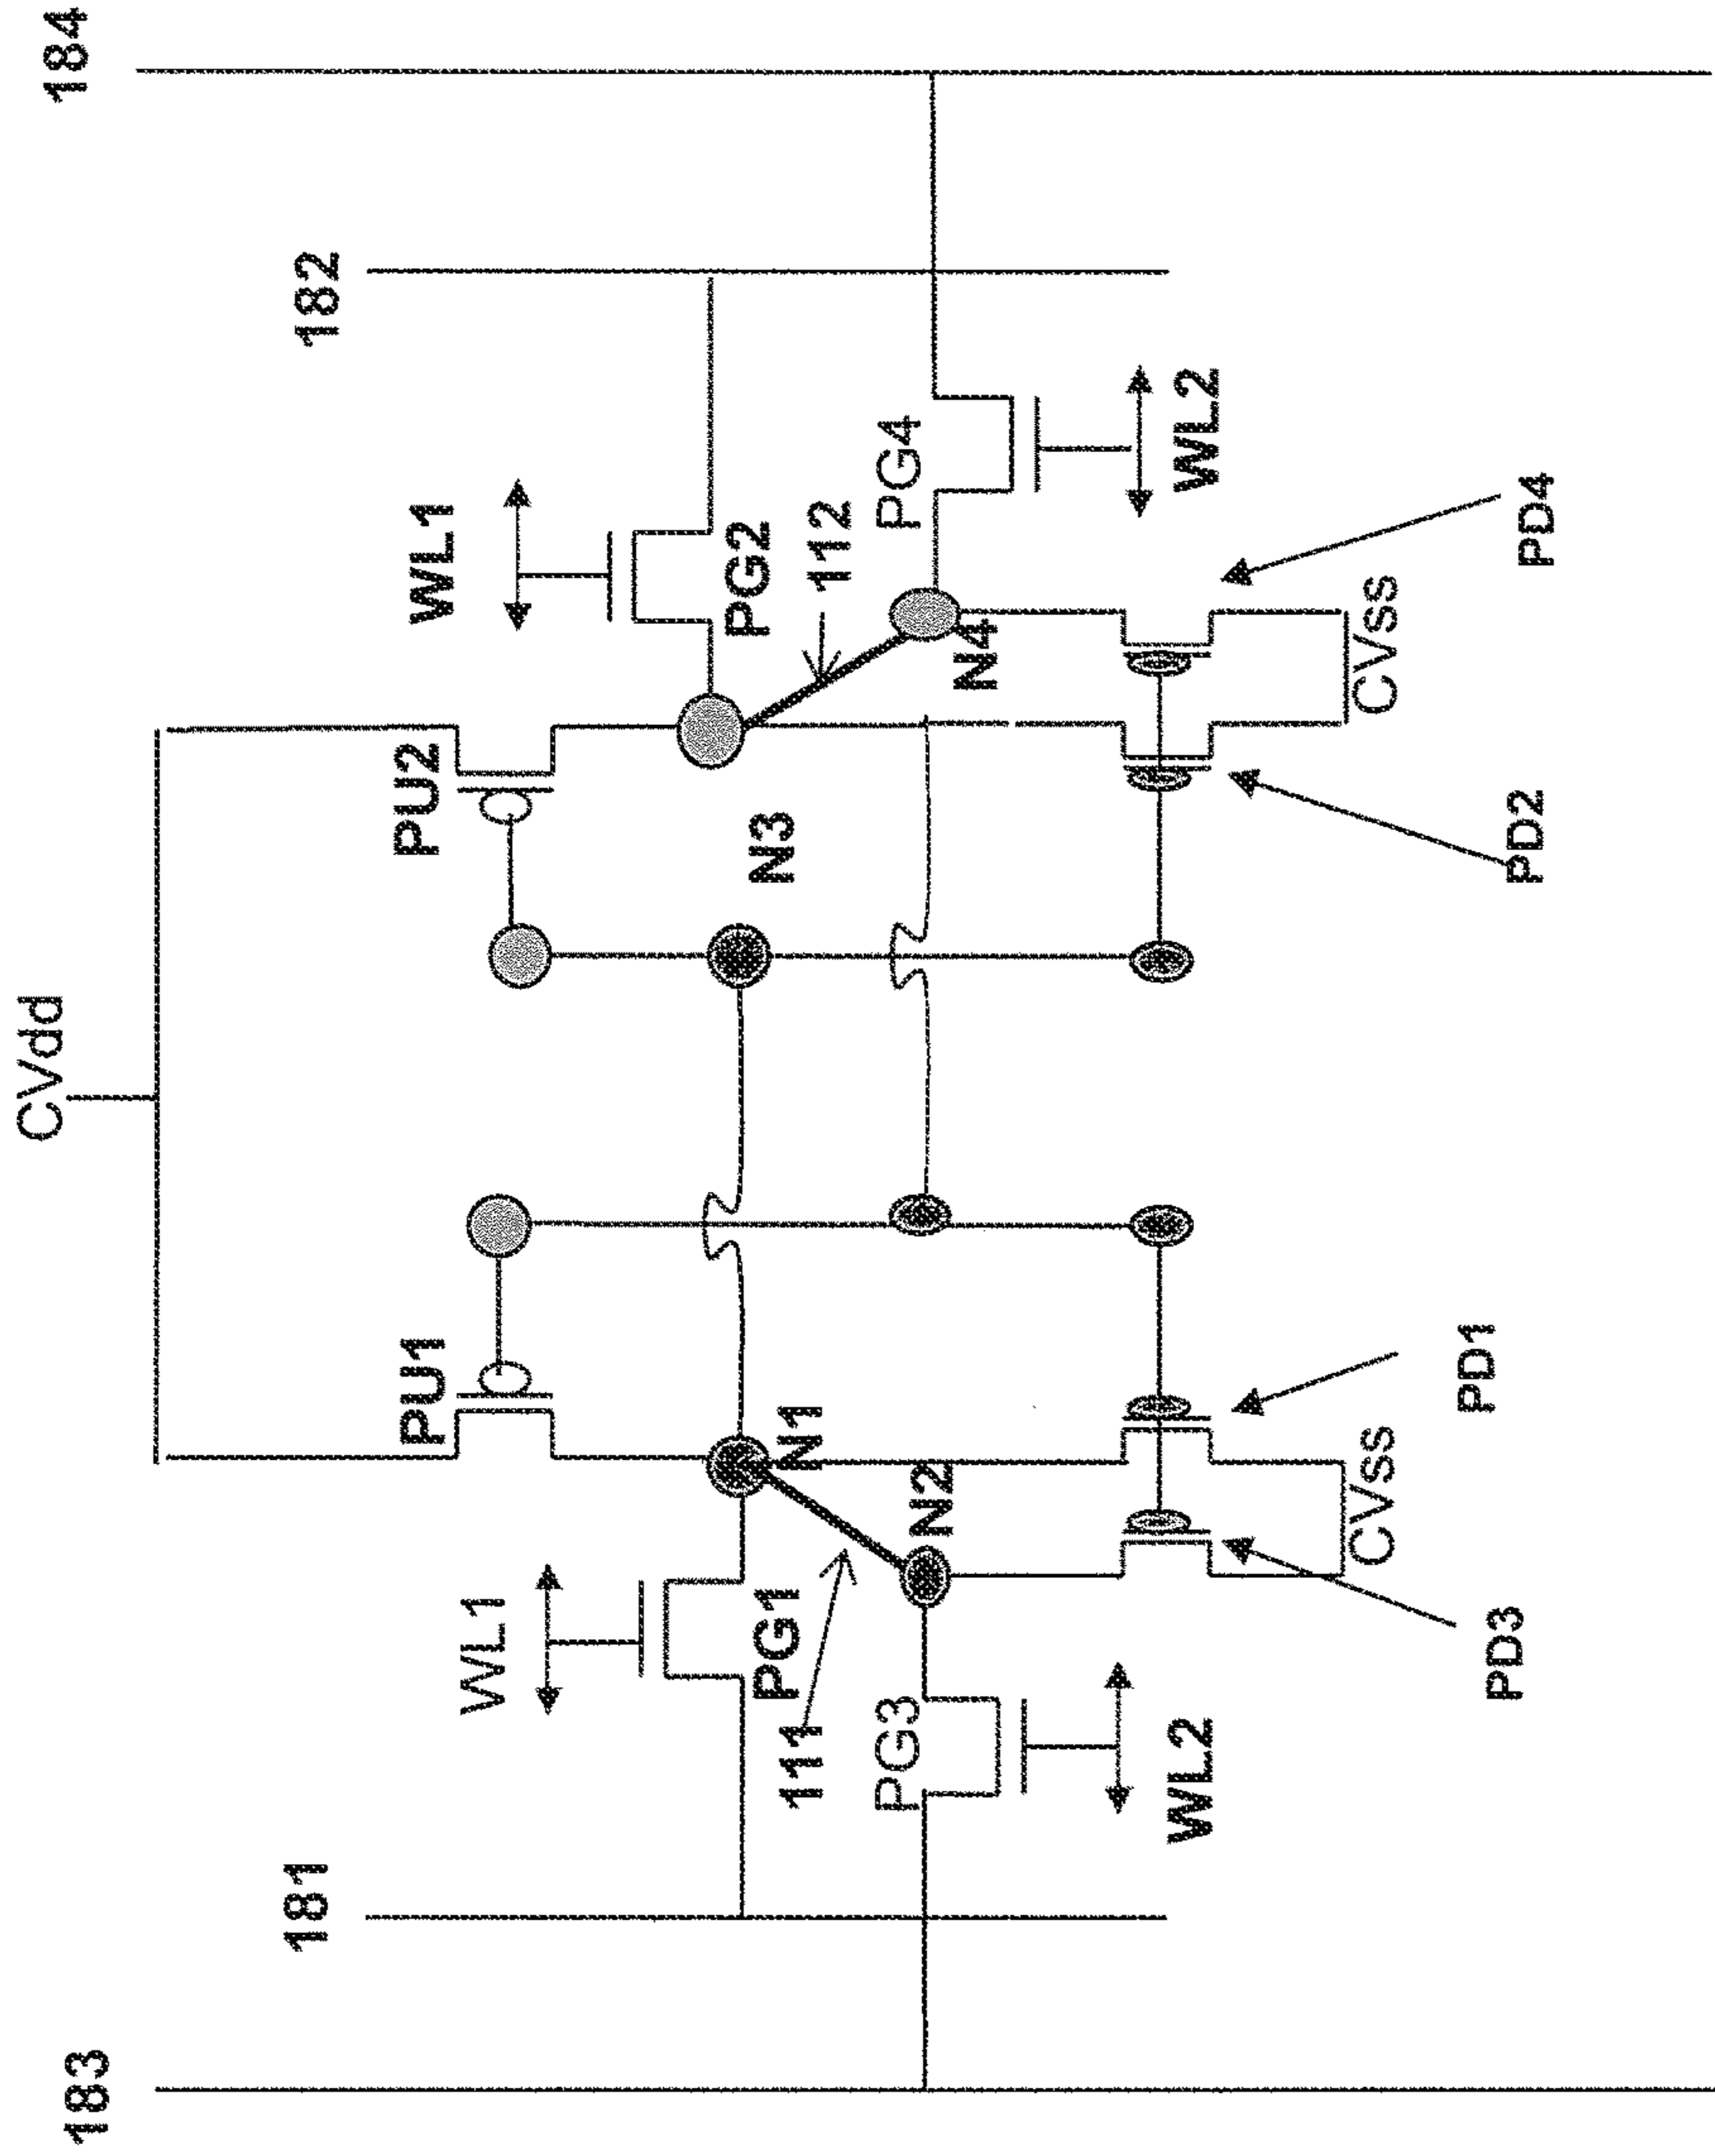 CVdd
183
181
182
184
PU1
PU2
WL1
WL1
N3
N1
PG1
PG2
111
112
N2
N4
PG3
PG4
WL2
WL2
CVss
CVss
PD3
PD1
PD2
PD4